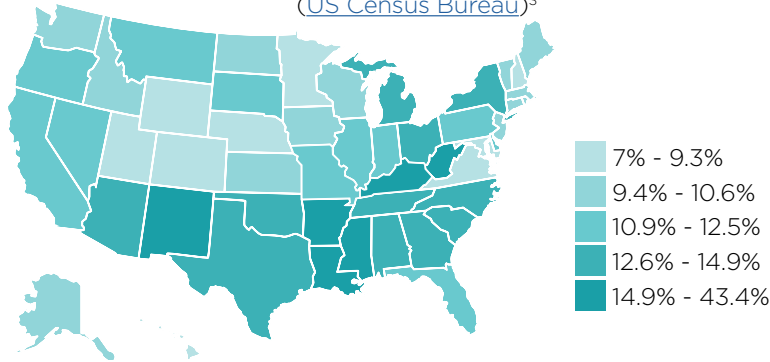 (US Census Bureau)³
7% - 9.3%
9.4% - 10.6%
10.9% - 12.5%
12.6% - 14.9%
14.9% - 43.4%